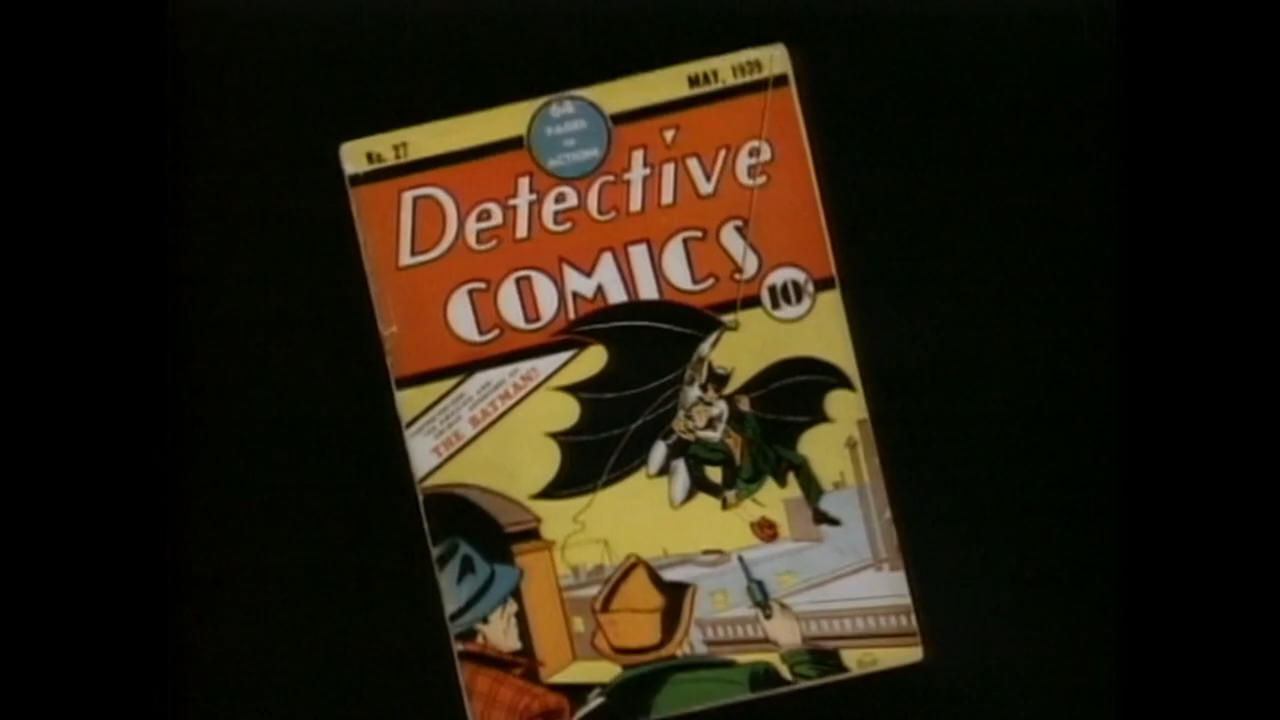 No. 27
MAY, 1939
64
PAGES
OF
ACTION!
Detective
COMICS
10¢
THE BATMAN!